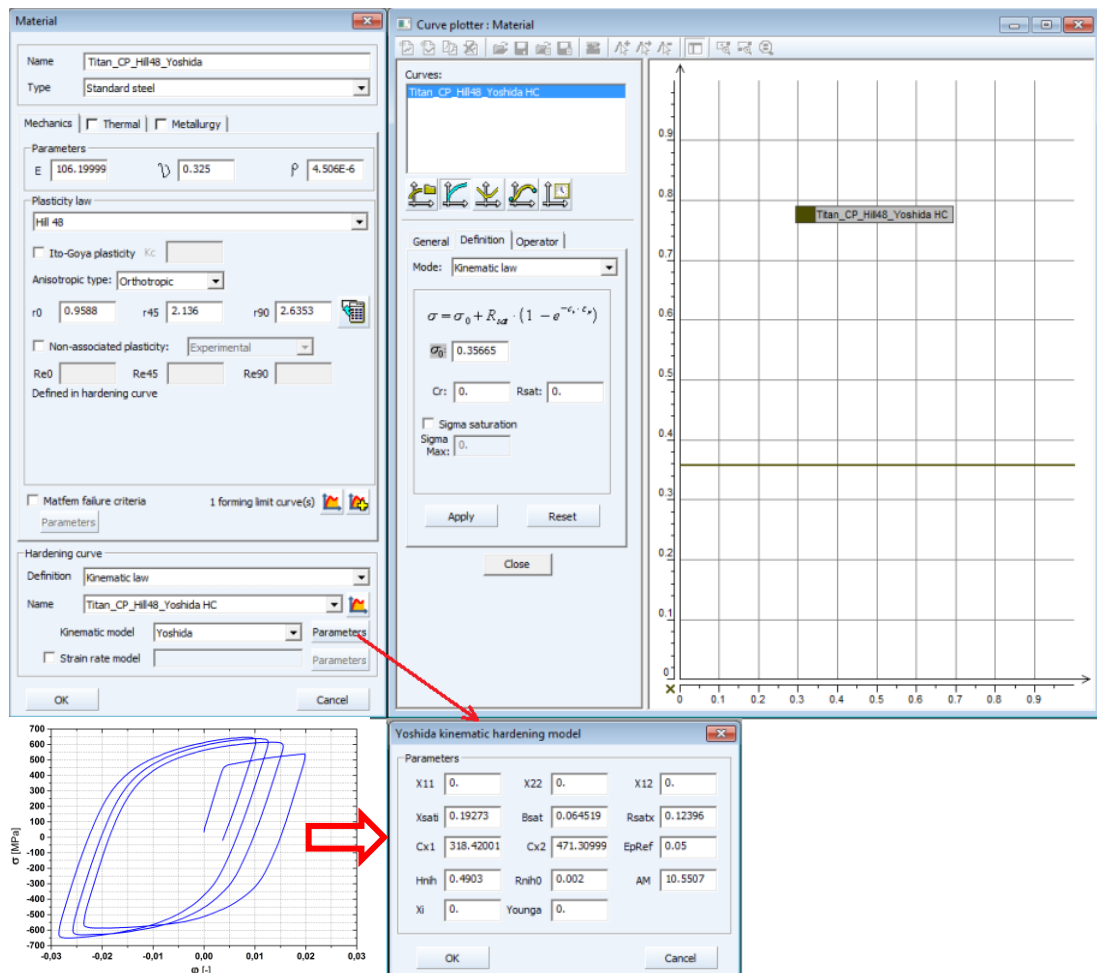 Material
Name Titan_CP_Hill48_Yoshida
Type Standard steel
Mechanics Thermal Metallurgy
Parameters
E 106.19999 υ 0.325 ρ 4.506E-6
Plasticity law
Hill 48
Ito-Goya plasticity Kc
Anisotropic type: Orthotropic
r0 0.9588 r45 2.136 r90 2.6353
Non-associated plasticity: Experimental
Re0 Re45 Re90
Defined in hardening curve
Matfem failure criteria 1 forming limit curve(s)
Parameters
Hardening curve
Definition Kinematic law
Name Titan_CP_Hill48_Yoshida HC
Kinematic model Yoshida Parameters
Strain rate model Parameters
OK Cancel
Curve plotter : Material
Curves:
Titan_CP_Hill48_Yoshida HC
General Definition Operator
Mode: Kinematic law
σ = σ0 + Rsat · (1 − e^(−cr · εp))
σ0: 0.35665
Cr: 0. Rsat: 0.
Sigma saturation
Sigma
Max: 0.
Apply Reset
Close
0.9
0.8
Titan_CP_Hill48_Yoshida HC
0.7
0.6
0.5
0.4
0.3
0.2
0.1
0
0 0.1 0.2 0.3 0.4 0.5 0.6 0.7 0.8 0.9
σ [MPa]
700
600
500
400
300
200
100
0
-100
-200
-300
-400
-500
-600
-700
-0,03 -0,02 -0,01 0,00 0,01 0,02 0,03
φ [-]
Yoshida kinematic hardening model
Parameters
X11 0. X22 0. X12 0.
Xsati 0.19273 Bsat 0.064519 Rsatx 0.12396
Cx1 318.42001 Cx2 471.30999 EpRef 0.05
Hnih 0.4903 Rnih0 0.002 AM 10.5507
Xi 0. Younga 0.
OK Cancel